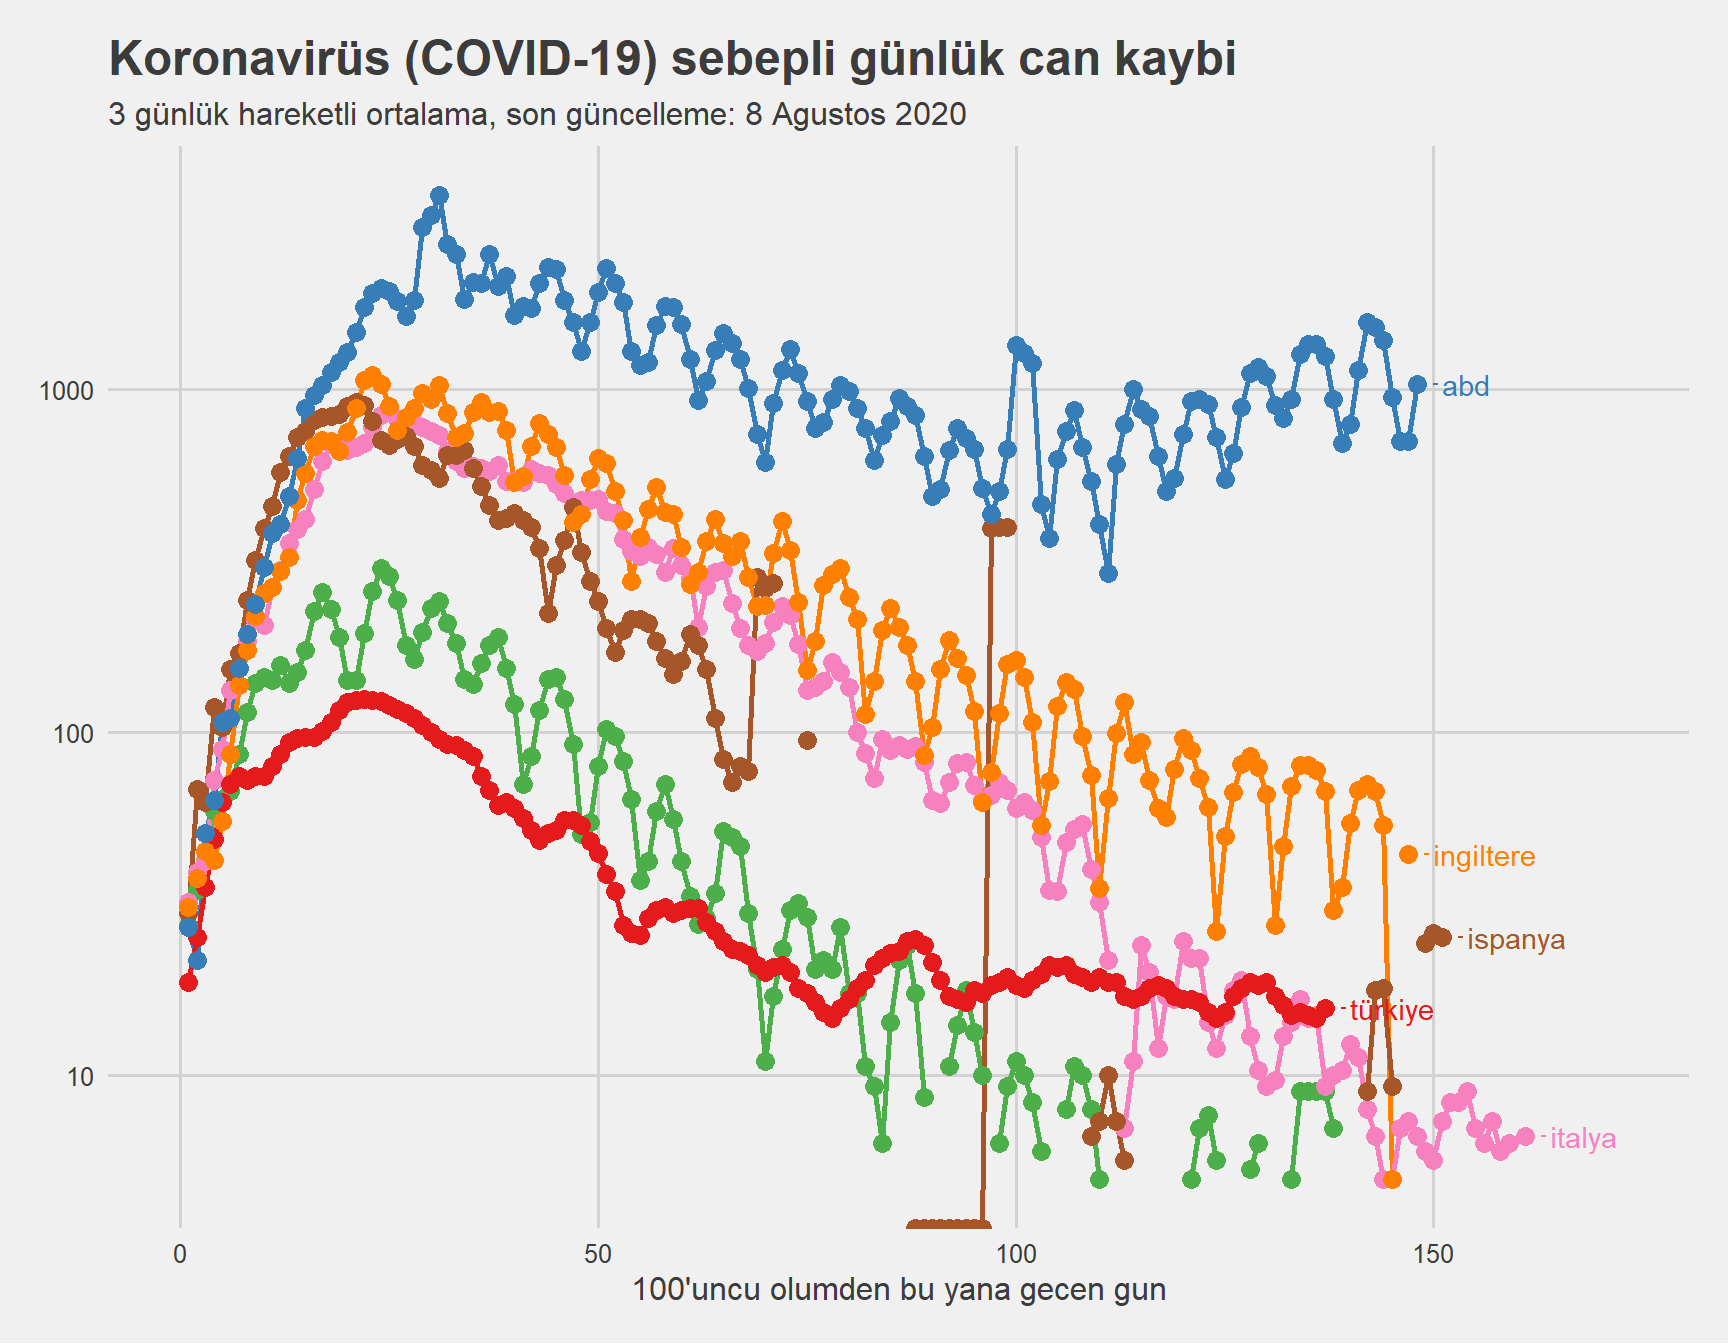 Koronavirüs (COVID-19) sebepli günlük can kaybi
3 günlük hareketli ortalama, son güncelleme: 8 Agustos 2020
1000
100
10
abd
ingiltere
ispanya
türkiye
italya
0 50 100 150
100'uncu olumden bu yana gecen gun